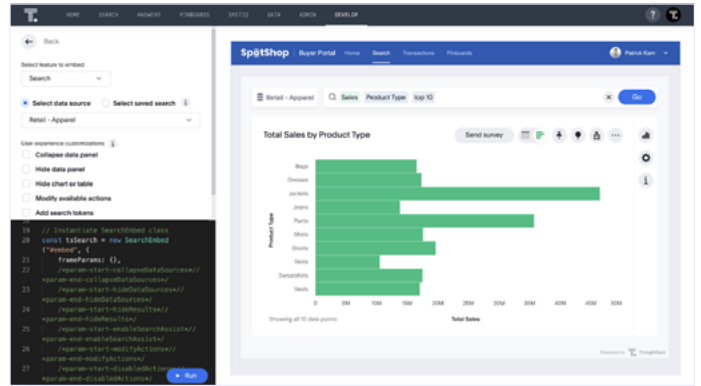 T.
HOME SEARCH ANSWERS PINBOARDS SPOTIQ DATA ADMIN DEVELOP
?
Back
Select feature to embed
Search
Select data source Select saved search i
Retail - Apparel
User experience customizations i
Collapse data panel
Hide data panel
Hide chart or table
Modify available actions
Add search tokens
19 // Instantiate SearchEmbed class
20 const tsSearch = new SearchEmbed
("#embed", {
21 frameParams: {},
22 /*param-start-collapseDataSources*//
*param-end-collapseDataSources*/
23 /*param-start-hideDataSources*//
*param-end-hideDataSources*/
24 /*param-start-hideResults*//
*param-end-hideResults*/
25 /*param-start-enableSearchAssist*//
*param-end-enableSearchAssist*/
26 /*param-start-modifyActions*//
*param-end-modifyActions*/
27 /*param-start-disabledActions*//
*param-end-disabledActions*/
Run
SpotShop Buyer Portal Home Search Transactions Pinboards
Retail - Apparel Sales Product Type top 10 Go
Total Sales by Product Type Send survey
Product Type
Bags
Dresses
Jackets
Jeans
Pants
Shirts
Shorts
Skirts
Sweatshirts
Vests
0 5M 10M 15M 20M 25M 30M 35M 40M 45M 50M
Showing all 10 data points Total Sales
Powered by ThoughtSpot